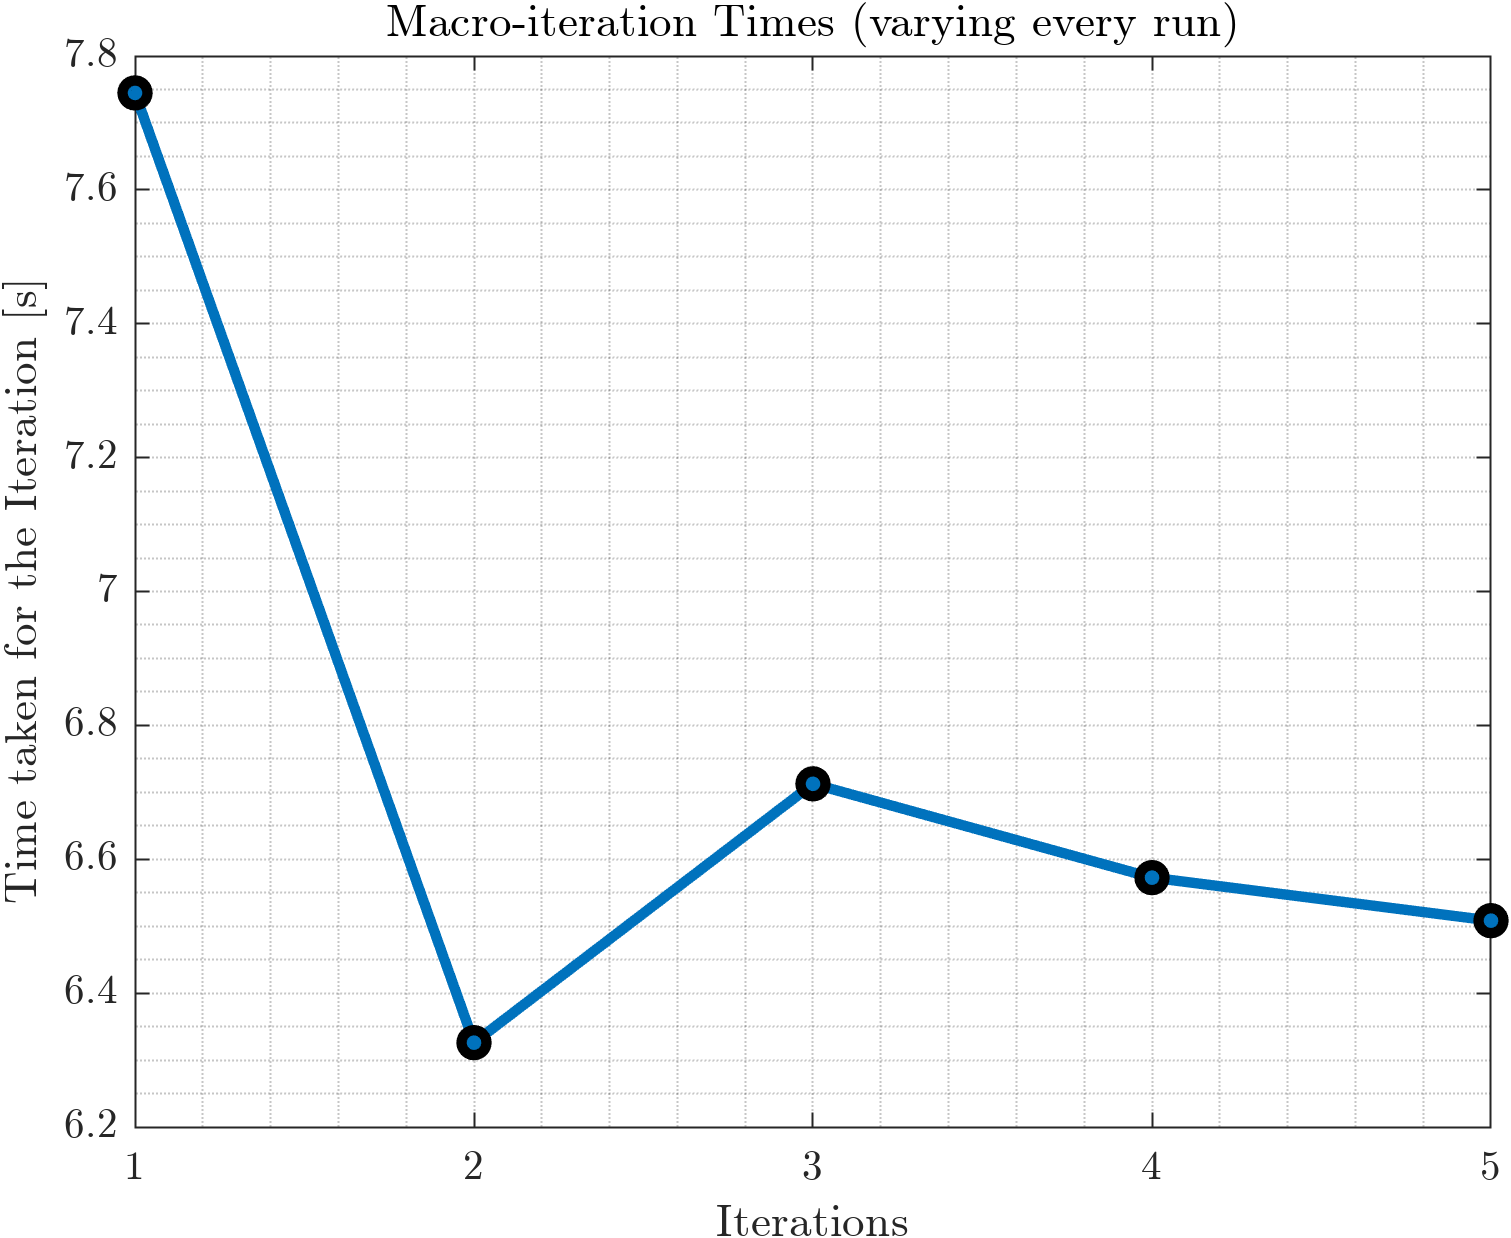 Macro-iteration Times (varying every run)
7.8
7.6
7.4
7.2
7
6.8
6.6
6.4
6.2
Time taken for the Iteration [s]
1 2 3 4 5
Iterations